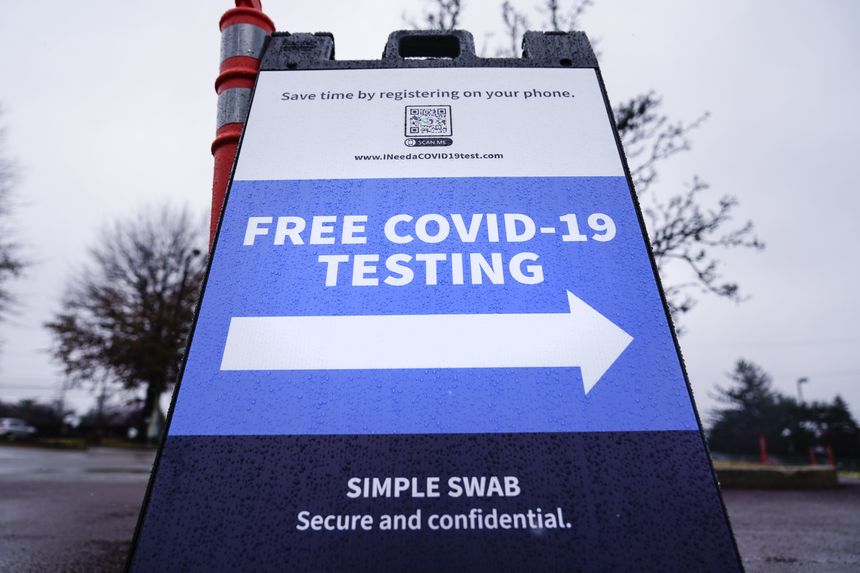 Save time by registering on your phone.
SCAN ME
www.INeedaCOVID19test.com
FREE COVID-19
TESTING
SIMPLE SWAB
Secure and confidential.